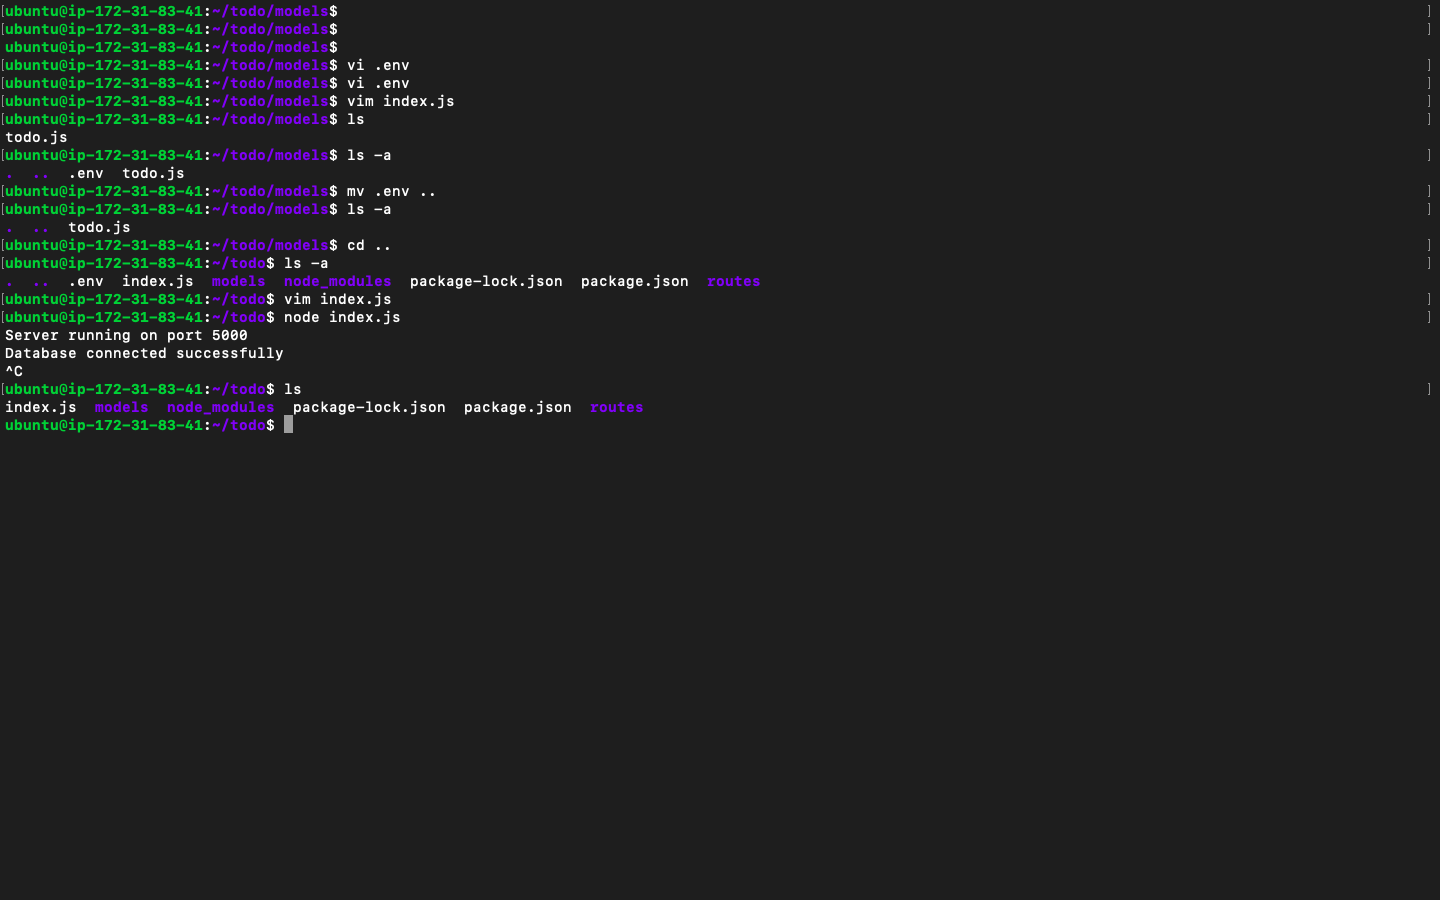 [ubuntu@ip-172-31-83-41:~/todo/models$ ]
[ubuntu@ip-172-31-83-41:~/todo/models$ ]
ubuntu@ip-172-31-83-41:~/todo/models$
[ubuntu@ip-172-31-83-41:~/todo/models$ vi .env ]
[ubuntu@ip-172-31-83-41:~/todo/models$ vi .env ]
[ubuntu@ip-172-31-83-41:~/todo/models$ vim index.js ]
[ubuntu@ip-172-31-83-41:~/todo/models$ ls ]
todo.js
[ubuntu@ip-172-31-83-41:~/todo/models$ ls -a ]
. .. .env todo.js
[ubuntu@ip-172-31-83-41:~/todo/models$ mv .env .. ]
[ubuntu@ip-172-31-83-41:~/todo/models$ ls -a ]
. .. todo.js
[ubuntu@ip-172-31-83-41:~/todo/models$ cd .. ]
[ubuntu@ip-172-31-83-41:~/todo$ ls -a ]
. .. .env index.js models node_modules package-lock.json package.json routes
[ubuntu@ip-172-31-83-41:~/todo$ vim index.js ]
[ubuntu@ip-172-31-83-41:~/todo$ node index.js ]
Server running on port 5000
Database connected successfully
^C
[ubuntu@ip-172-31-83-41:~/todo$ ls ]
index.js models node_modules package-lock.json package.json routes
ubuntu@ip-172-31-83-41:~/todo$